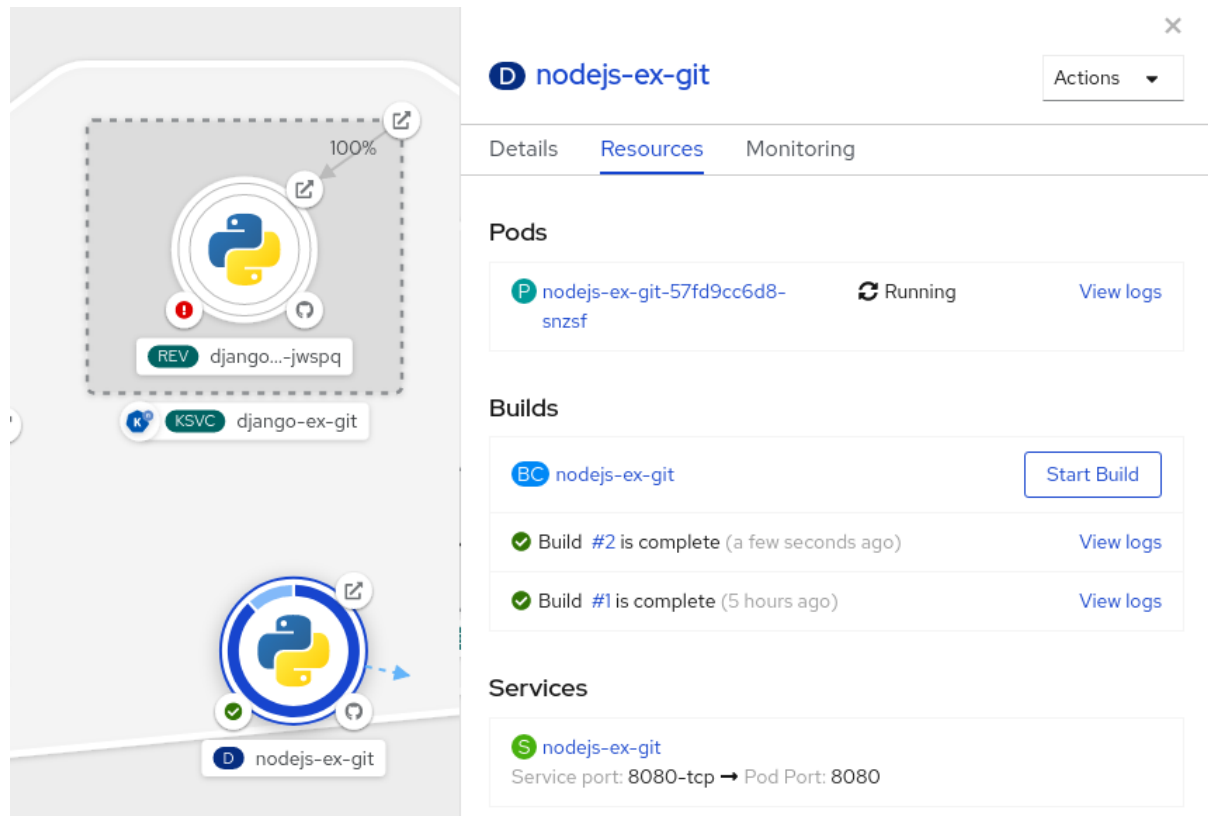 100%
REV django...-jwspq
K KSVC django-ex-git
D nodejs-ex-git
D nodejs-ex-git
Actions
Details Resources Monitoring
Pods
P nodejs-ex-git-57fd9cc6d8- Running View logs
snzsf
Builds
BC nodejs-ex-git Start Build
Build #2 is complete (a few seconds ago) View logs
Build #1 is complete (5 hours ago) View logs
Services
S nodejs-ex-git
Service port: 8080-tcp → Pod Port: 8080